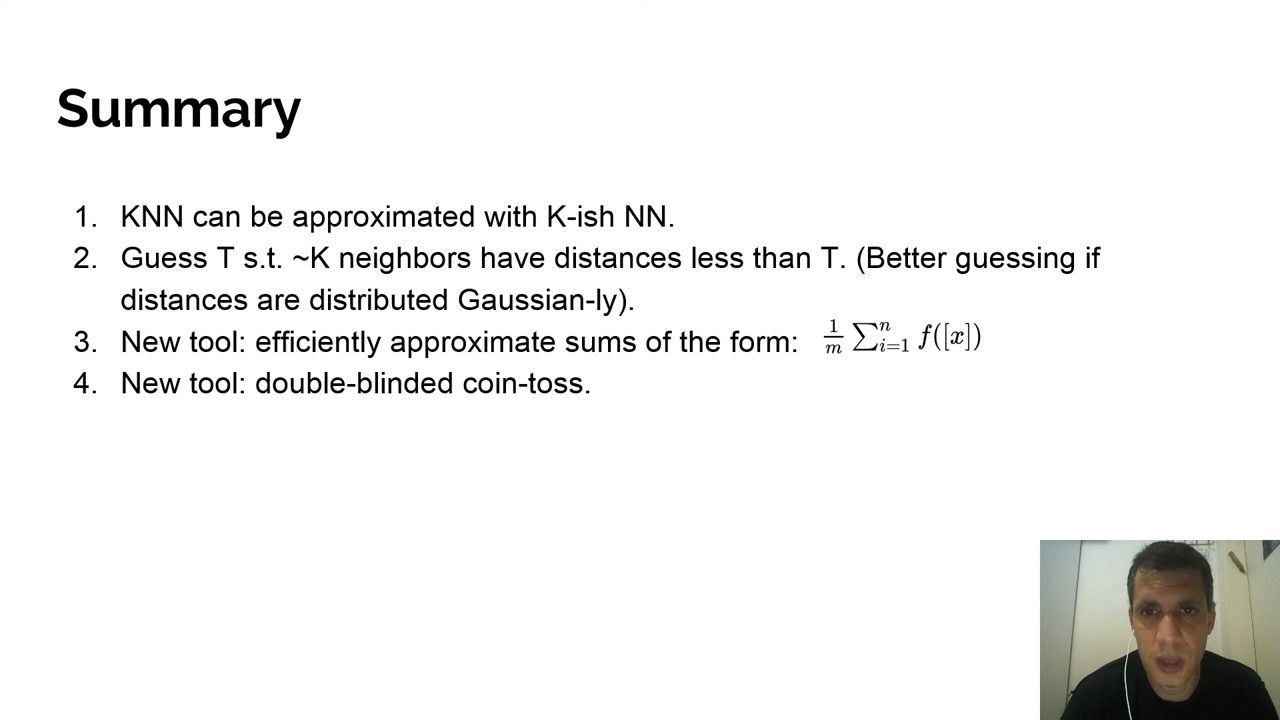 Summary
1. KNN can be approximated with K-ish NN.
2. Guess T s.t. ~K neighbors have distances less than T. (Better guessing if
distances are distributed Gaussian-ly).
3. New tool: efficiently approximate sums of the form: \frac{1}{m} \sum_{i=1}^{n} f([x])
4. New tool: double-blinded coin-toss.